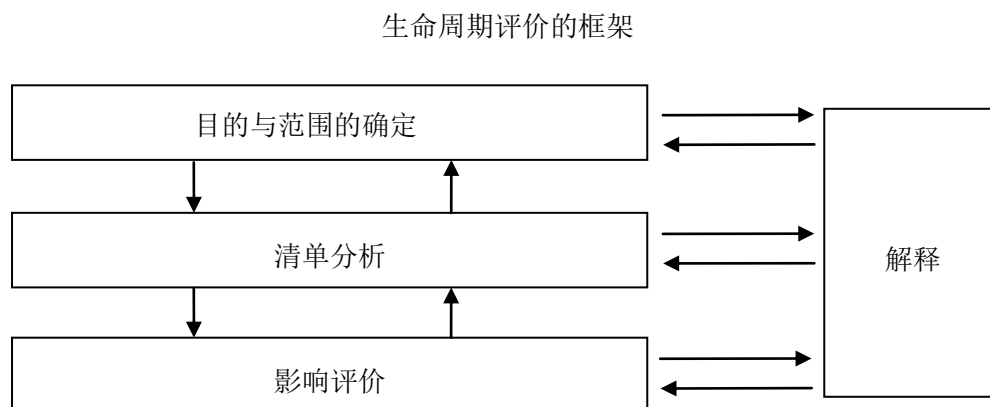 生命周期评价的框架
目的与范围的确定
清单分析
解释
影响评价